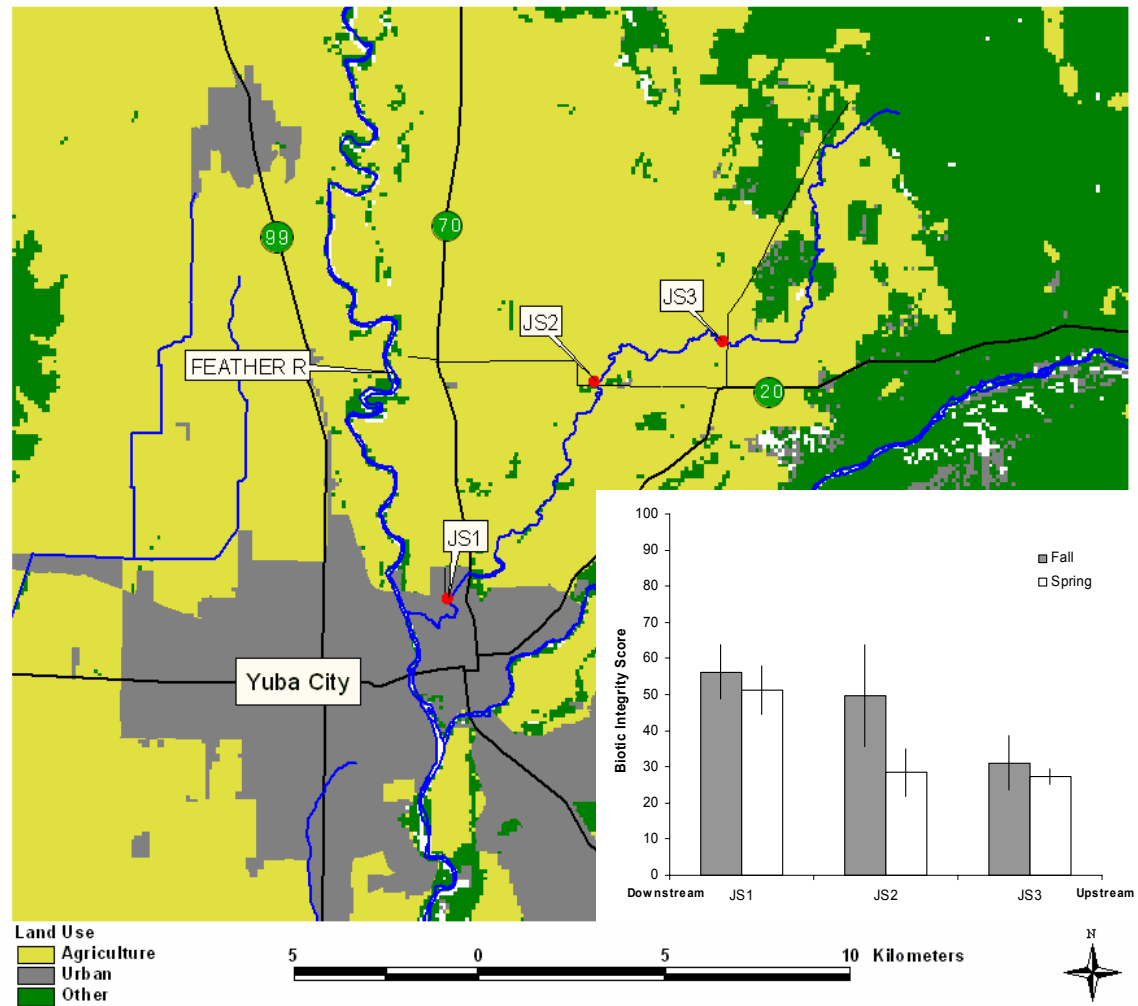 99
70
JS3
JS2
FEATHER R
20
JS1
Yuba City
100
90
80
70
60
50
40
30
20
10
0
Biotic Integrity Score
Fall
Spring
Downstream JS1 JS2 JS3 Upstream
Land Use
Agriculture
Urban
Other
5 0 5 10 Kilometers
N